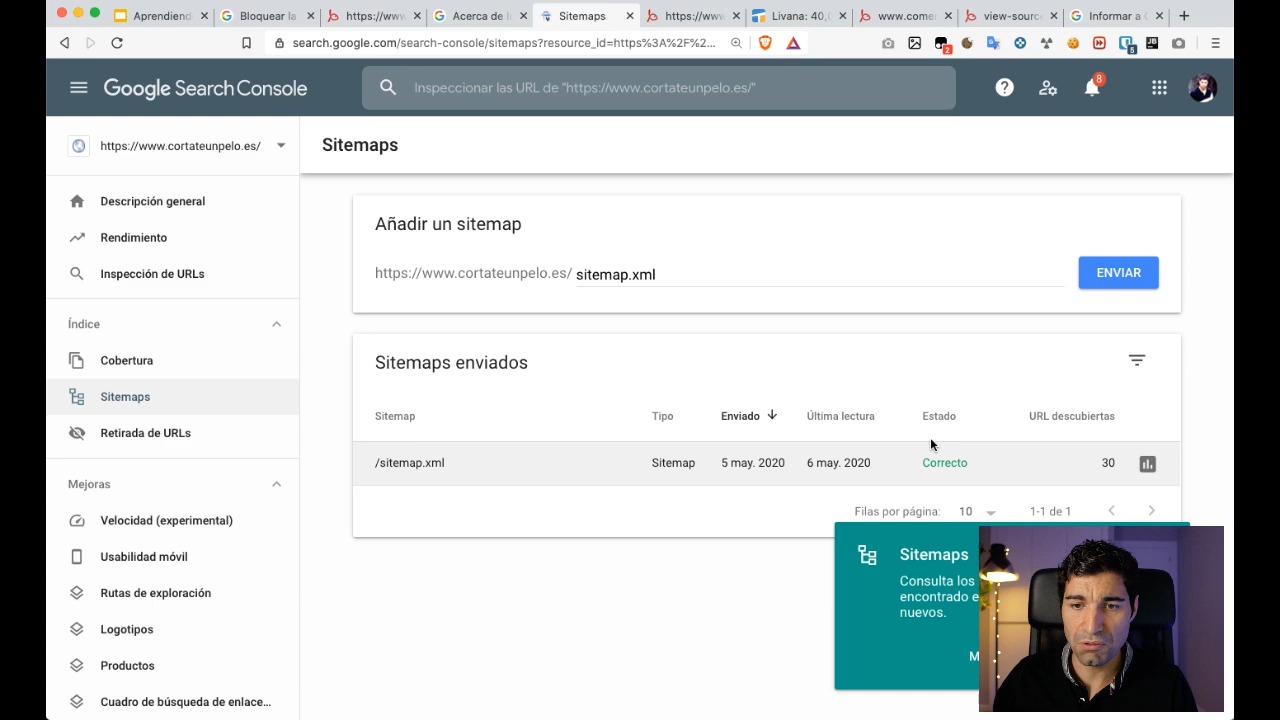 Aprendiend
Bloquear la
https://www
Acerca de l
Sitemaps
https://www
Livana: 40,
www.come
view-sourc
Informar a
search.google.com/search-console/sitemaps?resource_id=https%3A%2F%2...
2
5
JB
Google Search Console
Inspeccionar las URL de "https://www.cortateunpelo.es/"
8
https://www.cortateunpelo.es/
Sitemaps
Descripción general
Rendimiento
Inspección de URLs
Índice
Cobertura
Sitemaps
Retirada de URLs
Mejoras
Velocidad (experimental)
Usabilidad móvil
Rutas de exploración
Logotipos
Productos
Cuadro de búsqueda de enlace...
Añadir un sitemap
https://www.cortateunpelo.es/ sitemap.xml
ENVIAR
Sitemaps enviados
Sitemap Tipo Enviado Última lectura Estado URL descubiertas
/sitemap.xml Sitemap 5 may. 2020 6 may. 2020 Correcto 30
Filas por página: 10 1-1 de 1
Sitemaps
Consulta los
encontrado e
nuevos.
M